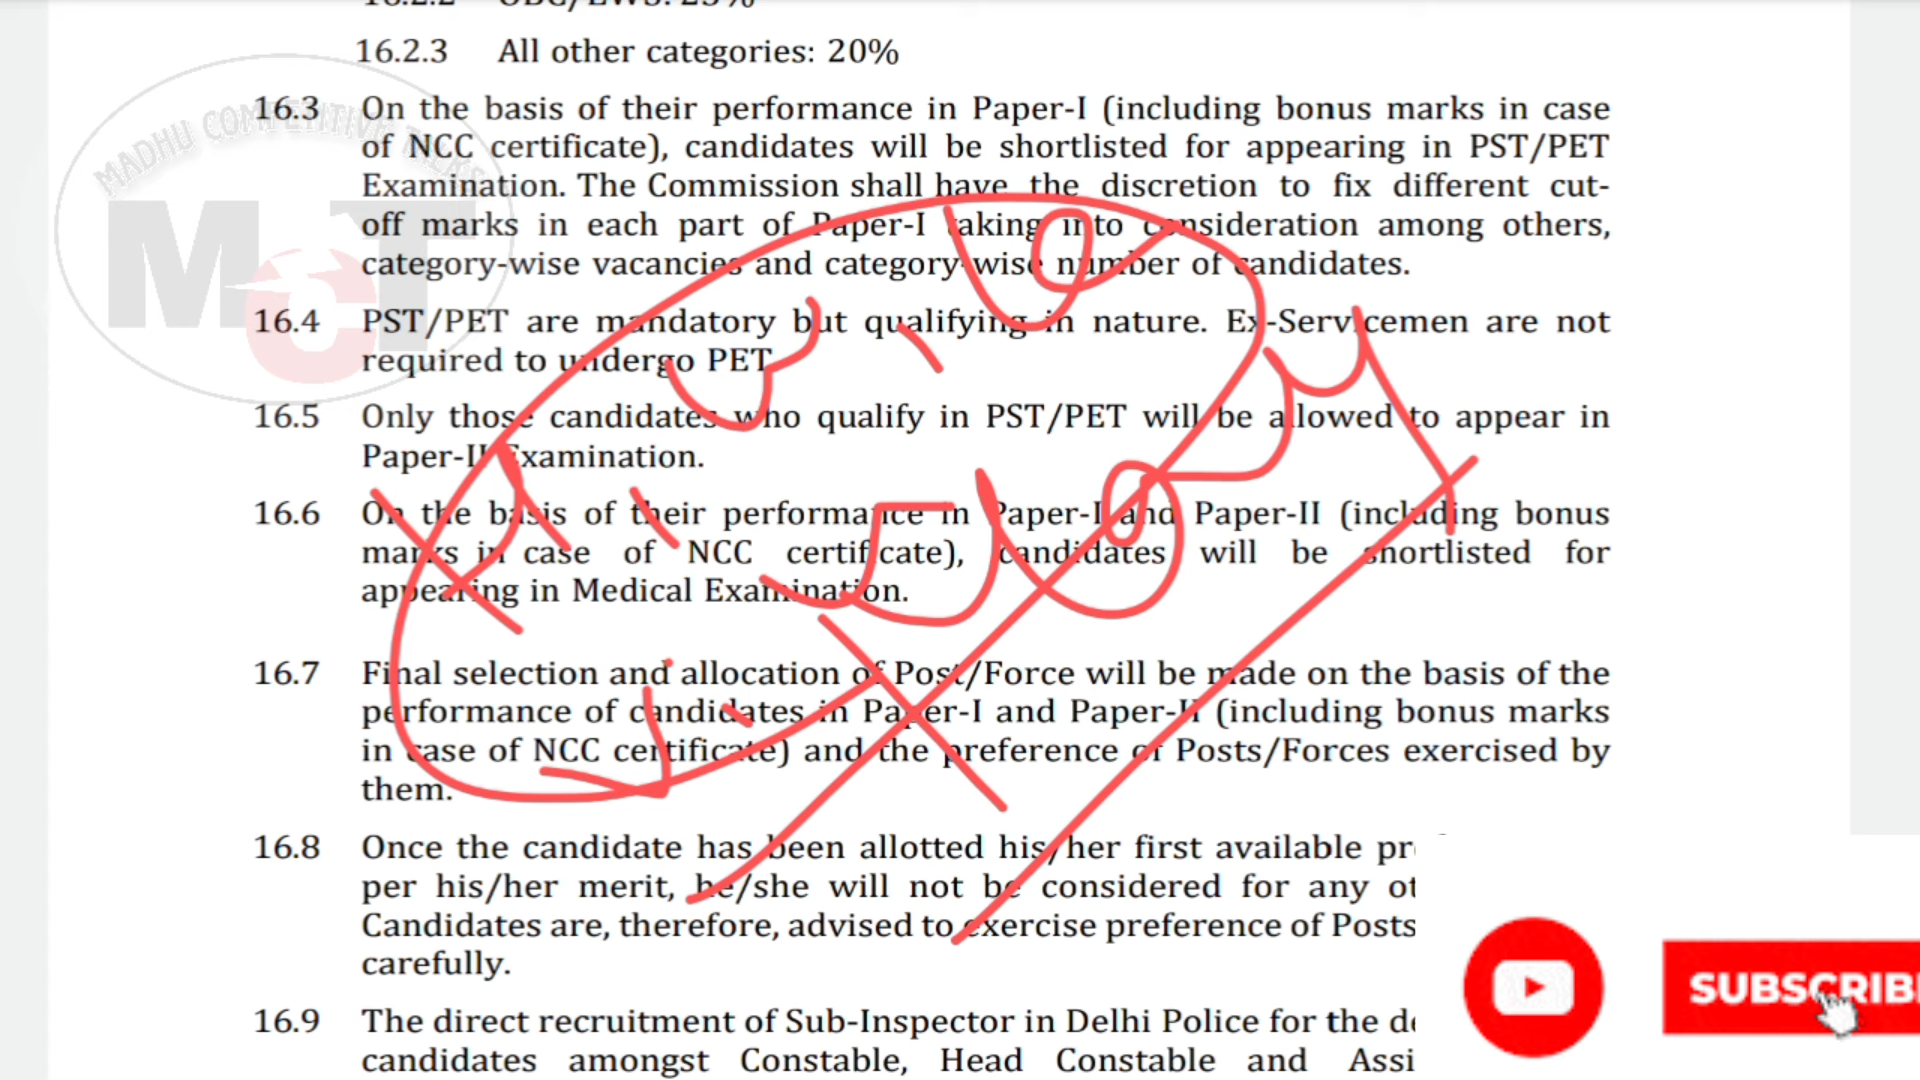 16.2.3 All other categories: 20%
16.3 On the basis of their performance in Paper-I (including bonus marks in case
of NCC certificate), candidates will be shortlisted for appearing in PST/PET
Examination. The Commission shall have the discretion to fix different cut-
off marks in each part of Paper-I taking into consideration among others,
category-wise vacancies and category-wise number of candidates.
16.4 PST/PET are mandatory but qualifying in nature. Ex-Servicemen are not
required to undergo PET
16.5 Only those candidates who qualify in PST/PET will be allowed to appear in
Paper-II Examination.
16.6 On the basis of their performance in Paper-I and Paper-II (including bonus
marks in case of NCC certificate), candidates will be shortlisted for
appearing in Medical Examination.
16.7 Final selection and allocation of Post/Force will be made on the basis of the
performance of candidates in Paper-I and Paper-II (including bonus marks
in case of NCC certificate) and the preference of Posts/Forces exercised by
them.
16.8 Once the candidate has been allotted his/her first available
per his/her merit, he/she will not be considered for any
Candidates are, therefore, advised to exercise preference of Posts
carefully.
16.9 The direct recruitment of Sub-Inspector in Delhi Police for the
candidates amongst Constable, Head Constable and
MADHU COMPETITIVE TALKS
MCT
SUBSCRIB